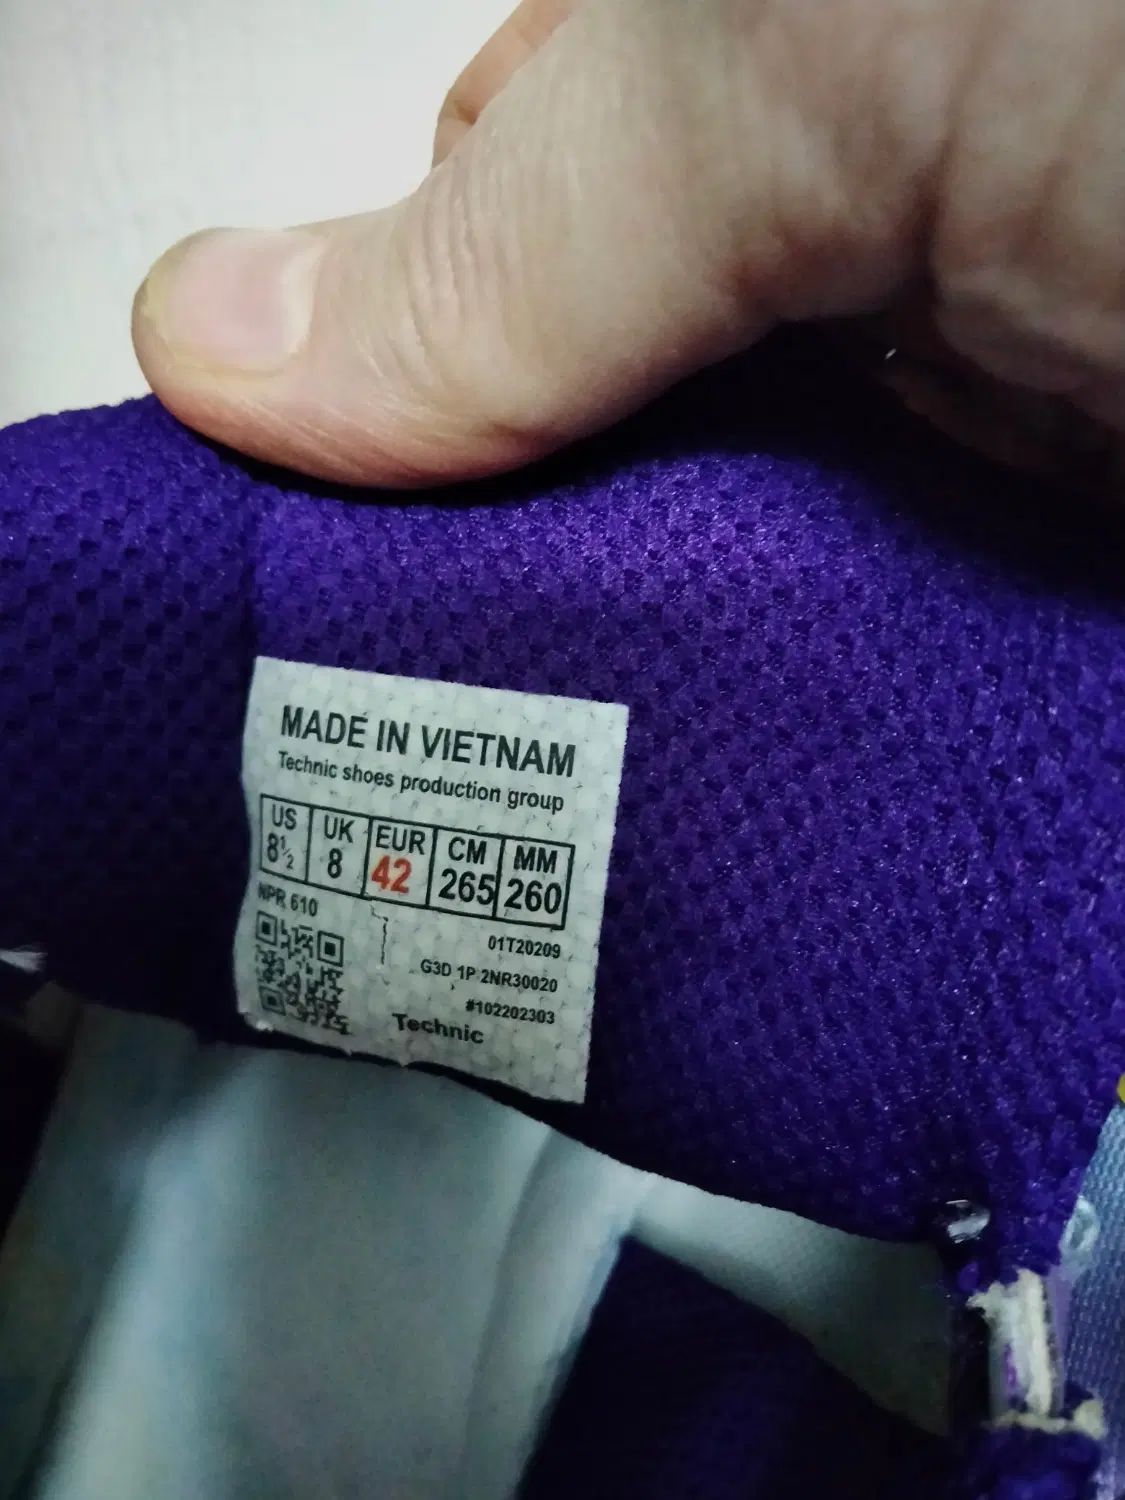 MADE IN VIETNAM
Technic shoes production group
US UK EUR CM MM
8½ 8 42 265 260
NPR 610
01T20209
G3D 1P 2NR30020
#102202303
Technic